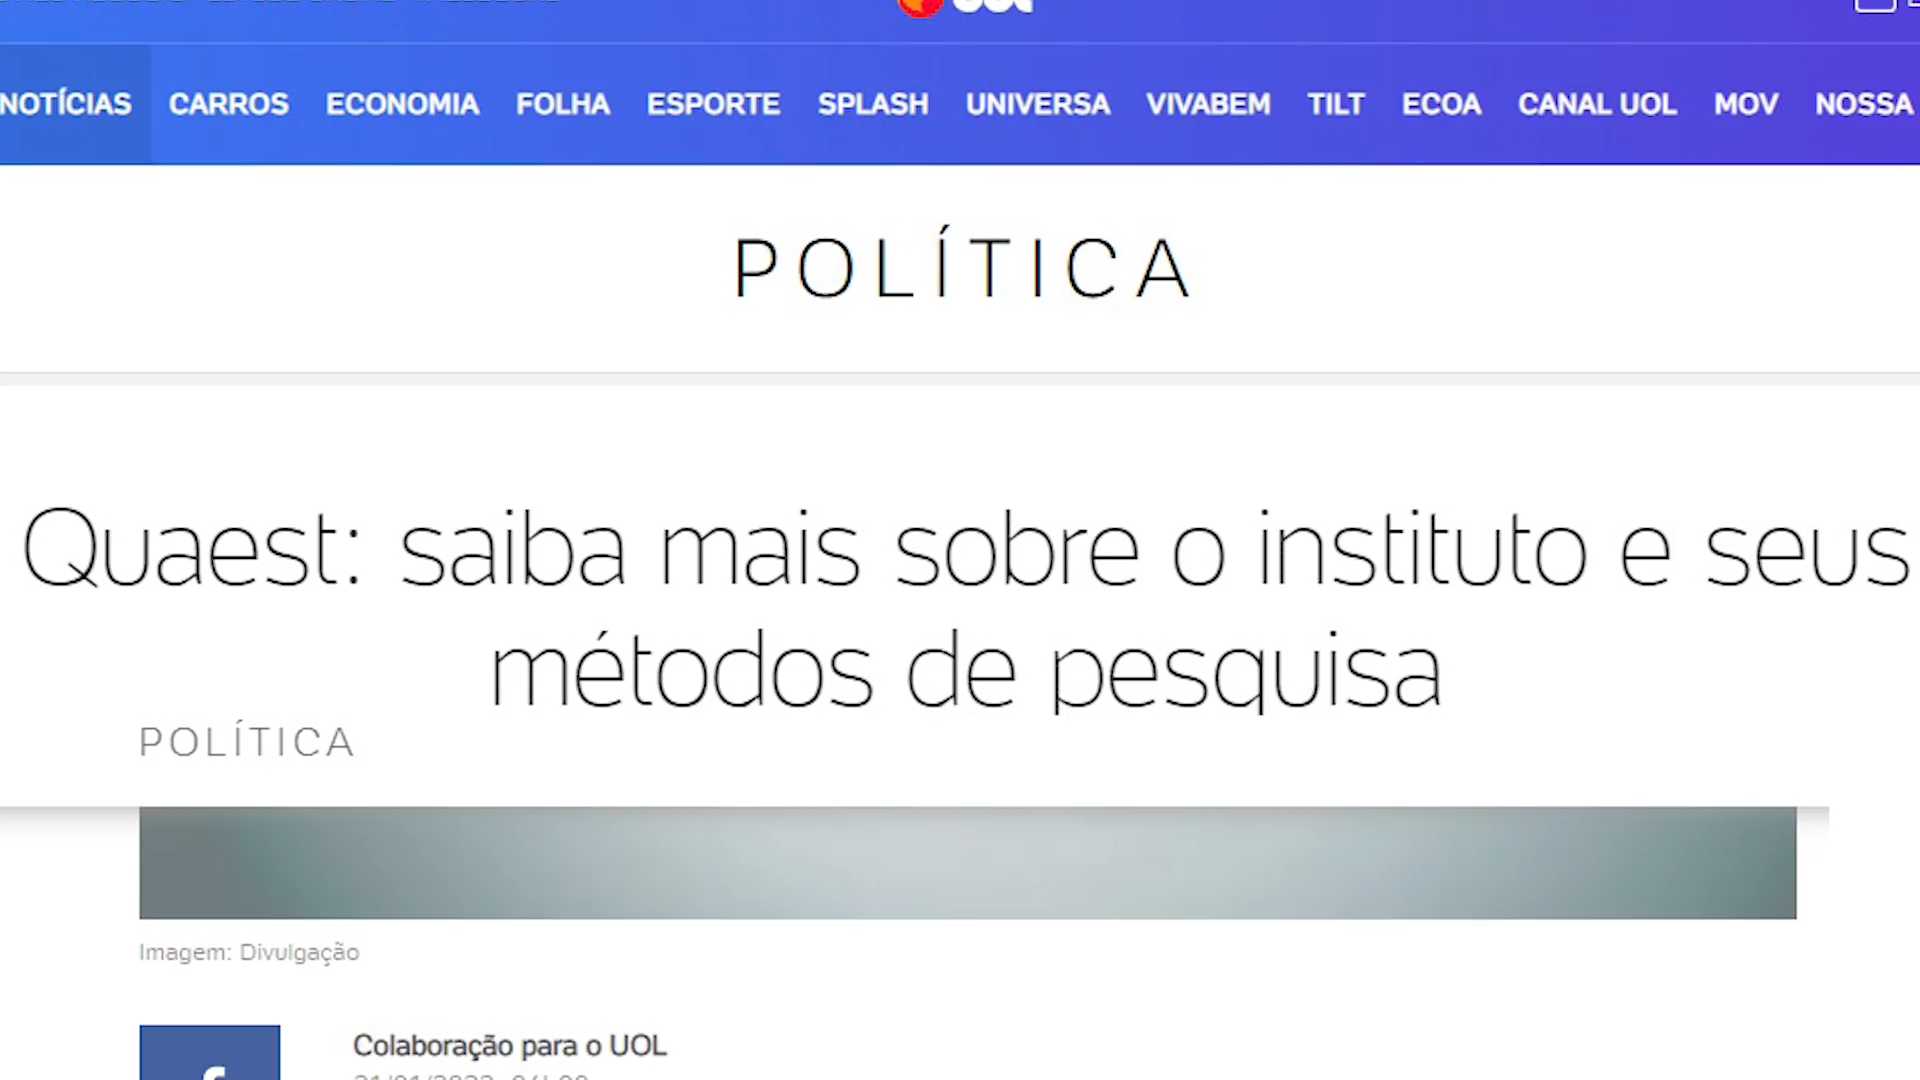 NOTÍCIAS CARROS ECONOMIA FOLHA ESPORTE SPLASH UNIVERSA VIVABEM TILT ECOA CANAL UOL MOV NOSSA
POLÍTICA
Quaest: saiba mais sobre o instituto e seus
métodos de pesquisa
POLÍTICA
Imagem: Divulgação
Colaboração para o UOL